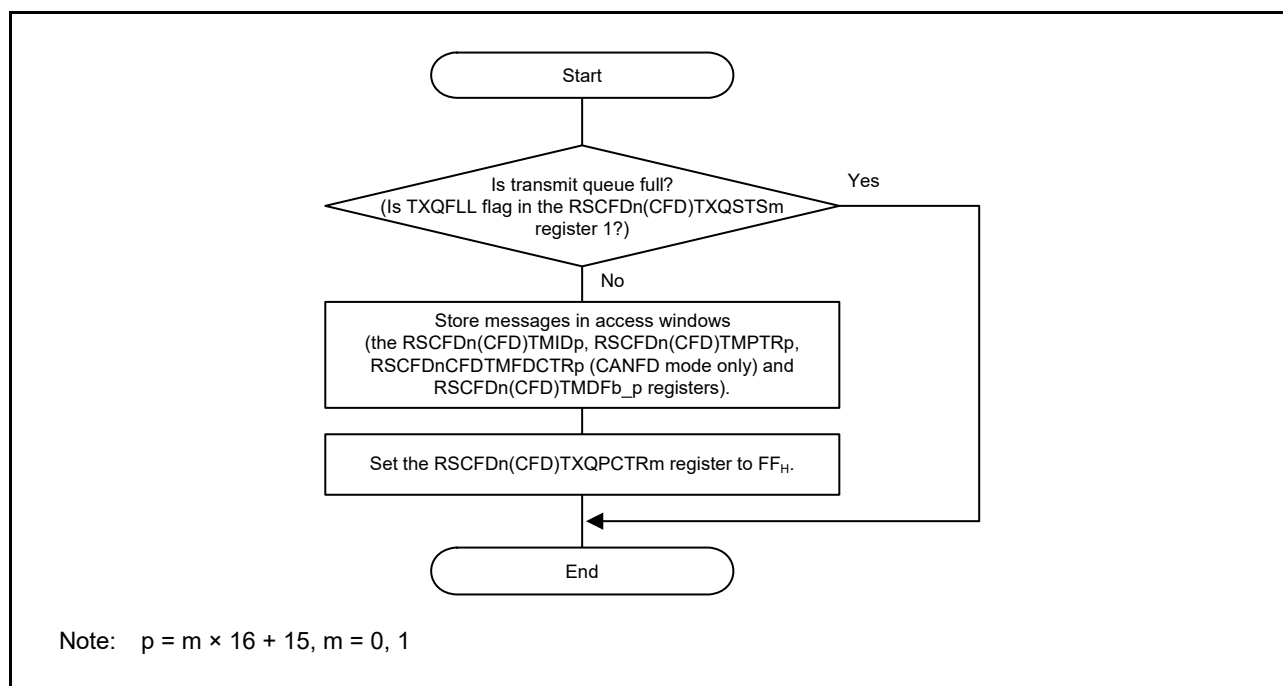 Start
Is transmit queue full?
(Is TXQFLL flag in the RSCFDn(CFD)TXQSTSm
register 1?)
Yes
No
Store messages in access windows
(the RSCFDn(CFD)TMIDp, RSCFDn(CFD)TMPTRp,
RSCFDnCFDTMFDCTRp (CANFD mode only) and
RSCFDn(CFD)TMDFb_p registers).
Set the RSCFDn(CFD)TXQPCTRm register to FFH.
End
Note: p = m × 16 + 15, m = 0, 1